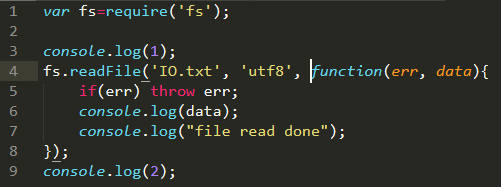 1 var fs=require('fs');
2
3 console.log(1);
4 fs.readFile('IO.txt', 'utf8', function(err, data){
5     if(err) throw err;
6     console.log(data);
7     console.log("file read done");
8 });
9 console.log(2);